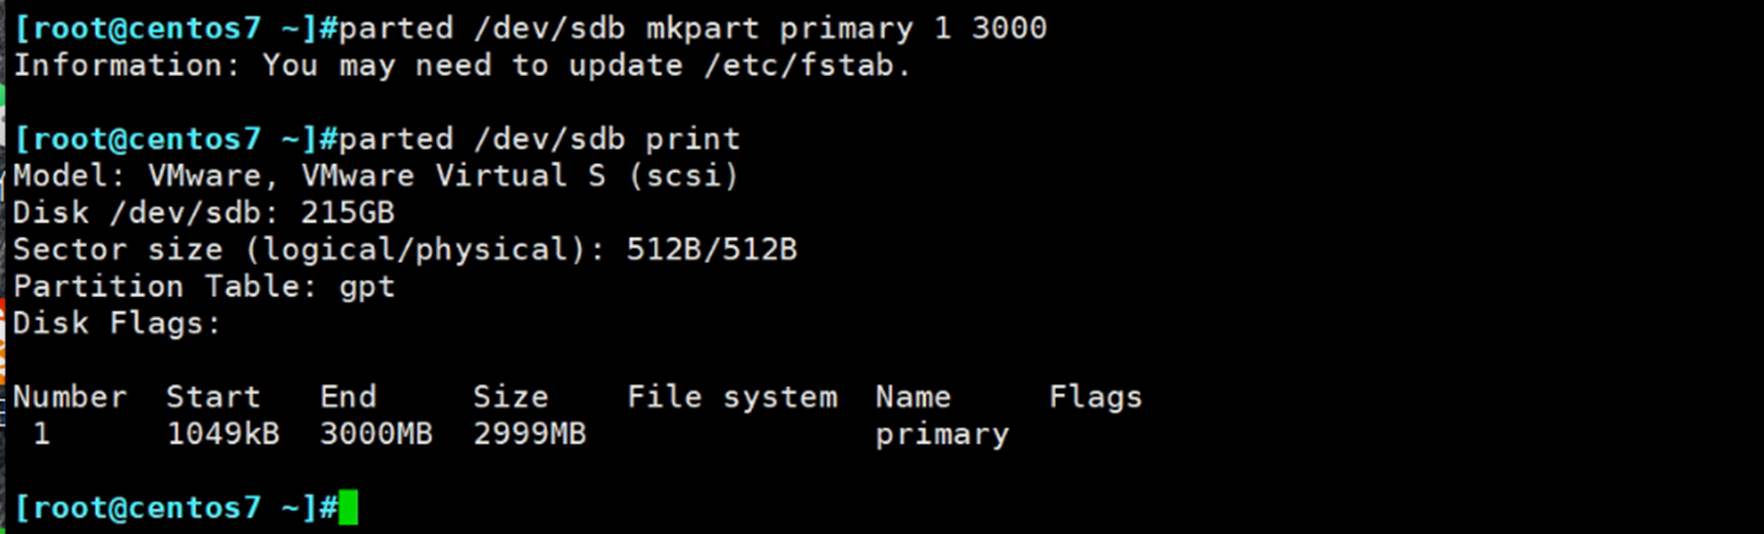 [root@centos7 ~]#parted /dev/sdb mkpart primary 1 3000
Information: You may need to update /etc/fstab.
[root@centos7 ~]#parted /dev/sdb print
Model: VMware, VMware Virtual S (scsi)
Disk /dev/sdb: 215GB
Sector size (logical/physical): 512B/512B
Partition Table: gpt
Disk Flags:
Number  Start   End     Size    File system  Name     Flags
 1      1049kB  3000MB  2999MB               primary
[root@centos7 ~]#